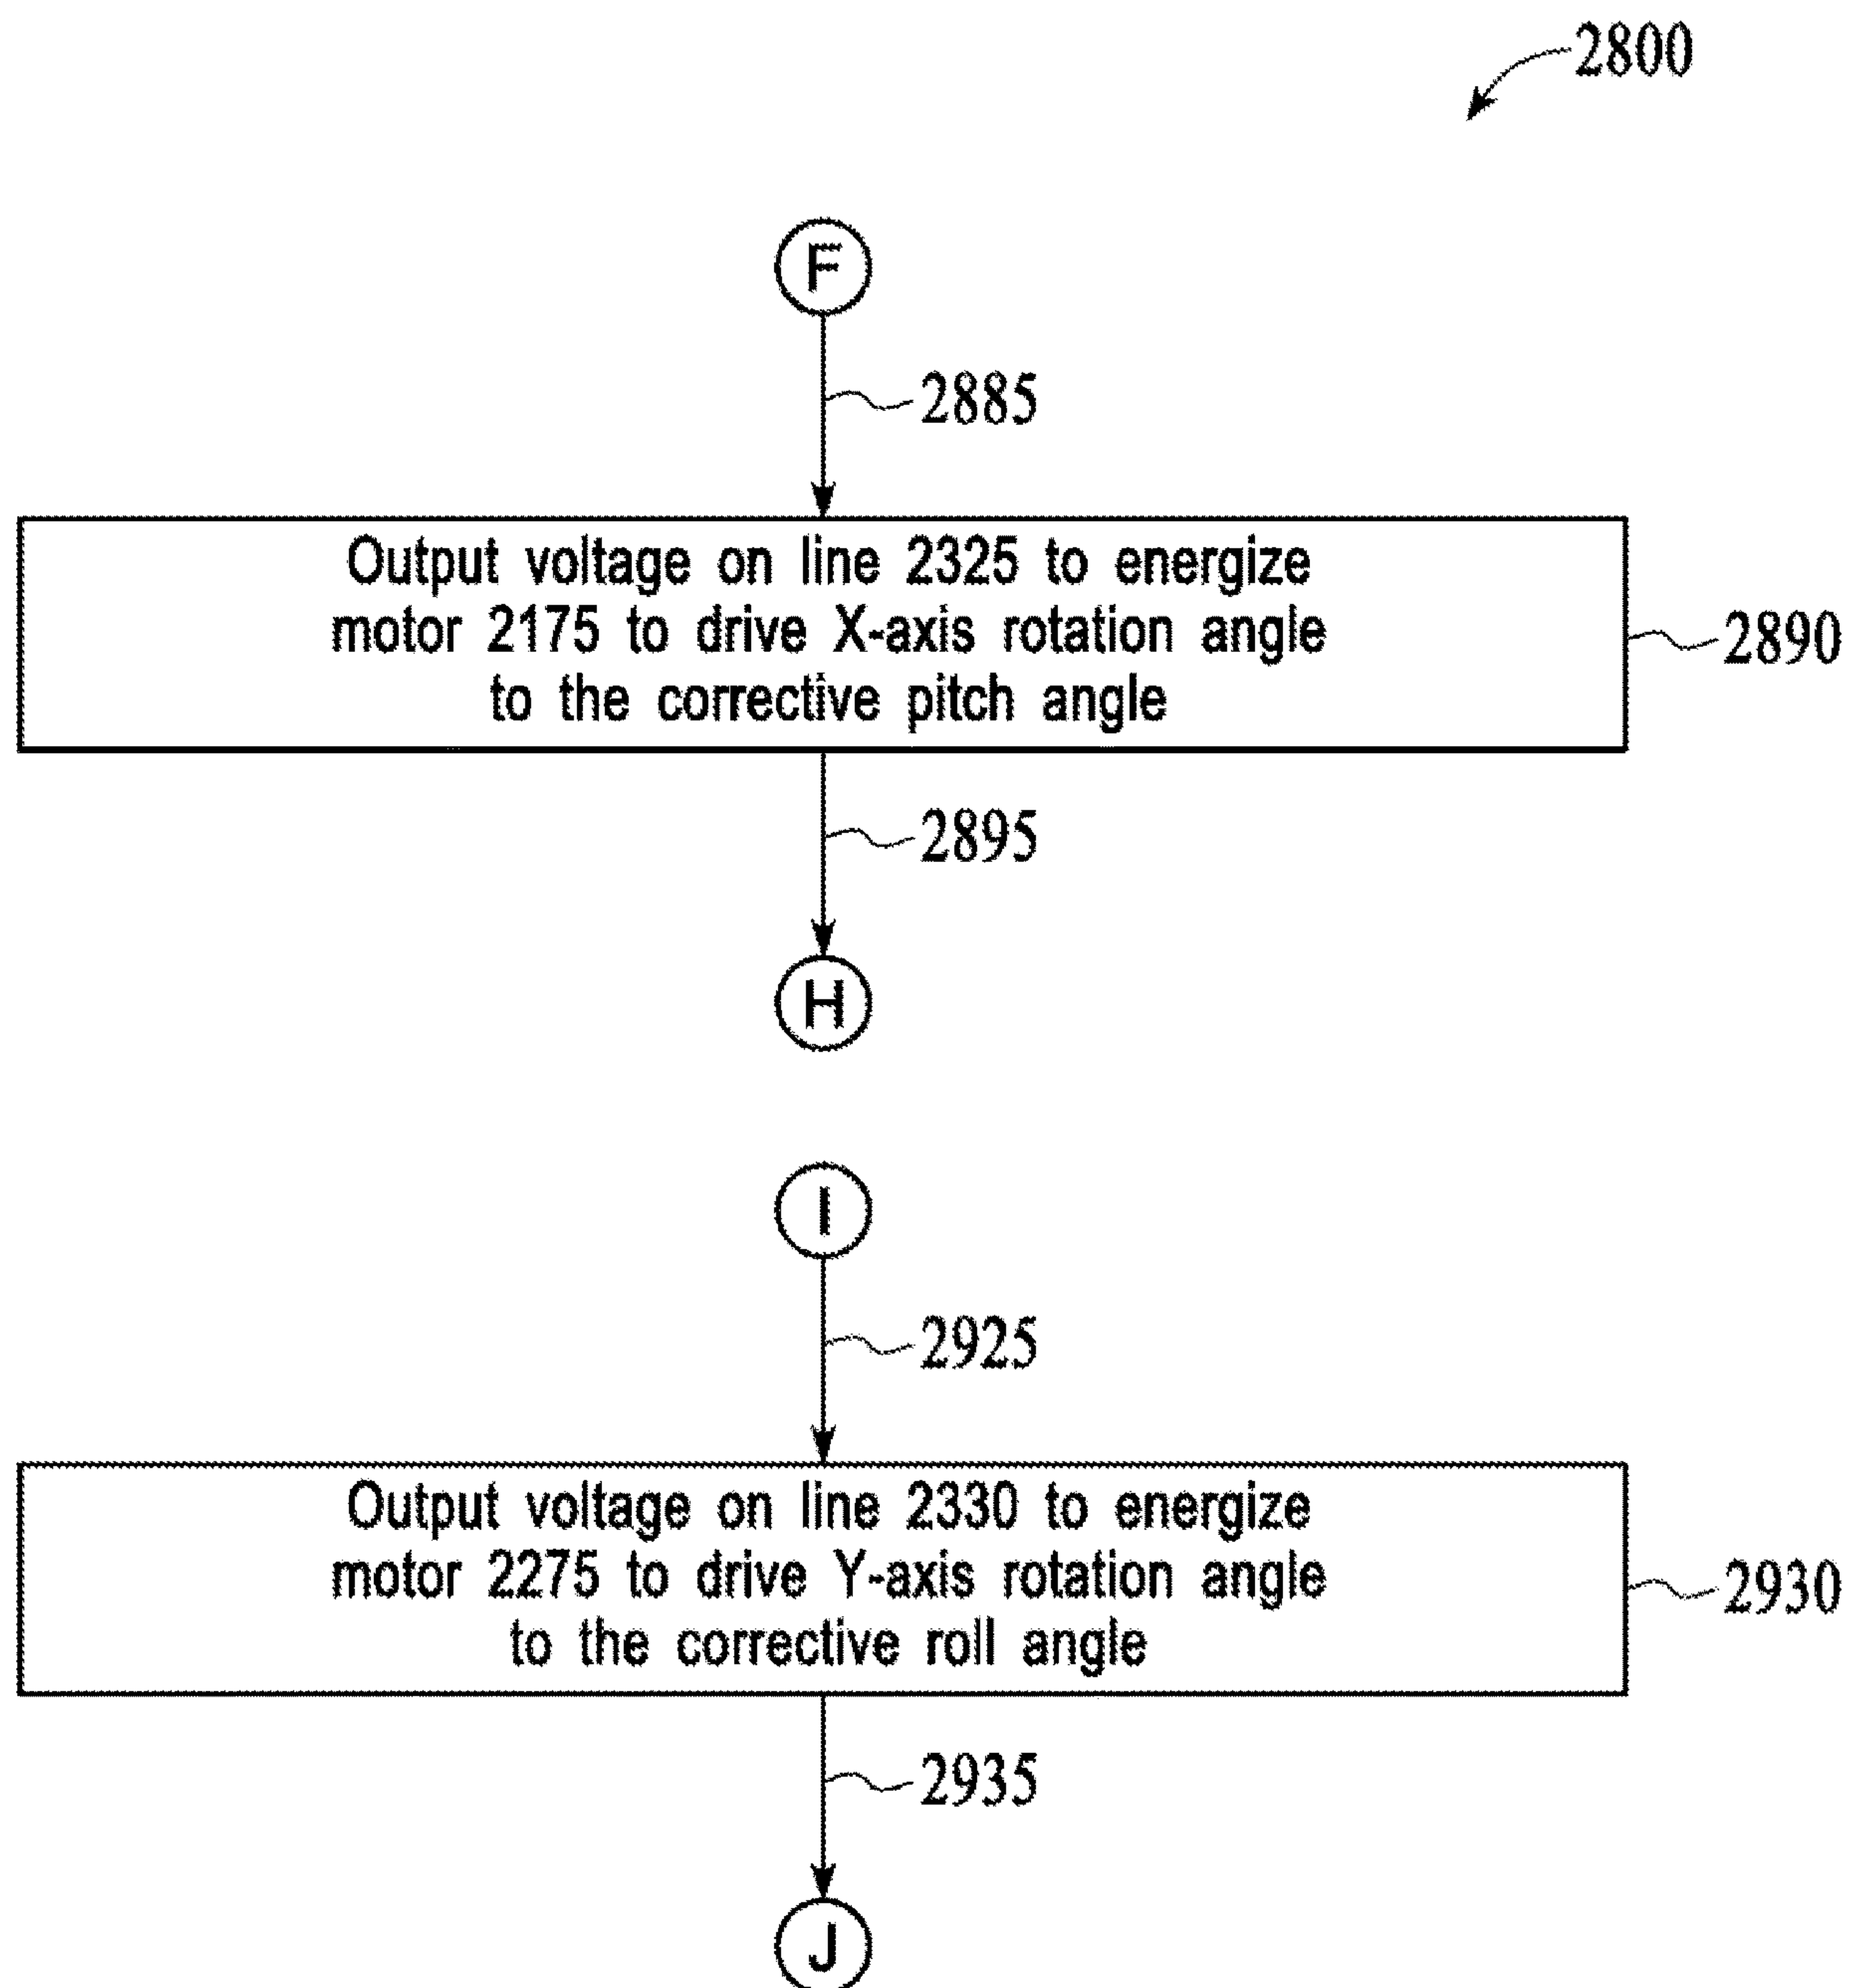 2800
F
2885
Output voltage on line 2325 to energize
motor 2175 to drive X-axis rotation angle
to the corrective pitch angle
2890
2895
H
I
2925
Output voltage on line 2330 to energize
motor 2275 to drive Y-axis rotation angle
to the corrective roll angle
2930
2935
J